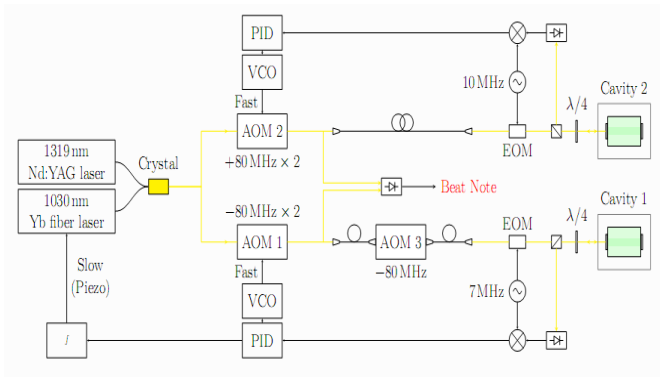 PID
VCO
Fast
AOM 2
+80 MHz × 2
10 MHz
EOM
λ/4
Cavity 2
1319 nm
Nd:YAG laser
Crystal
1030 nm
Yb fiber laser
Beat Note
−80 MHz × 2
AOM 1
Fast
AOM 3
−80 MHz
EOM
λ/4
Cavity 1
7 MHz
Slow
(Piezo)
VCO
PID
I